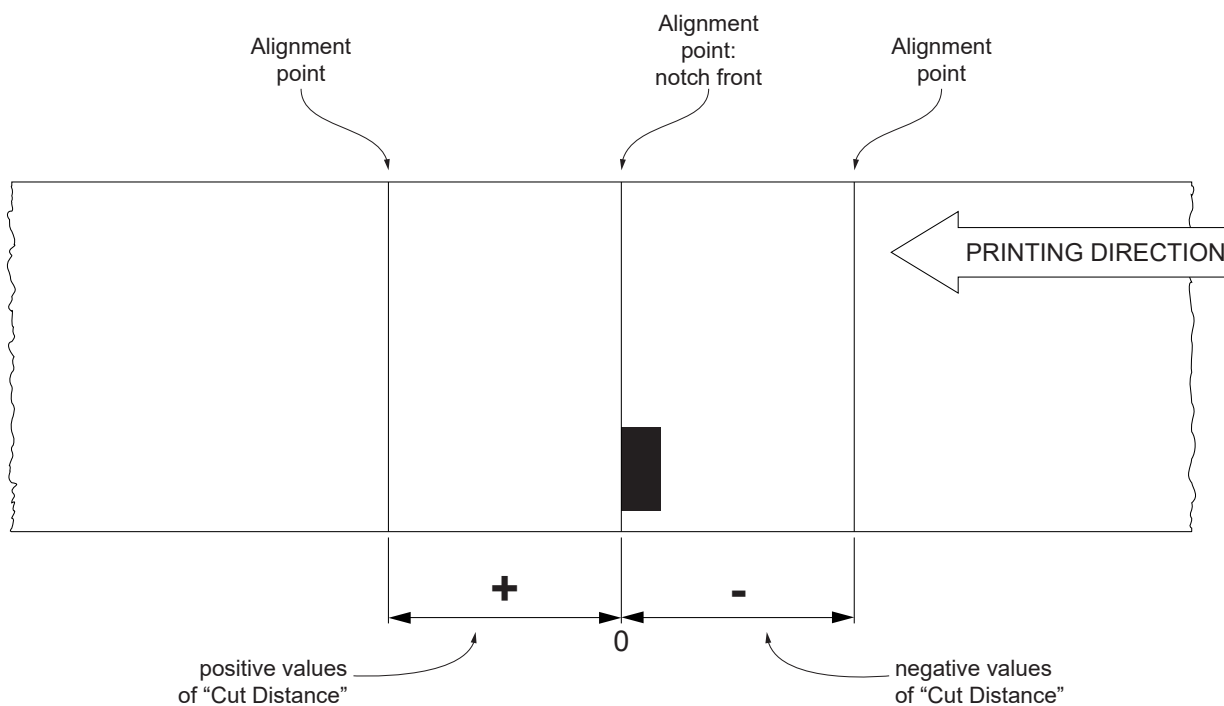 Alignment
point
Alignment
point:
notch front
Alignment
point
PRINTING DIRECTION
+
-
0
positive values
of “Cut Distance”
negative values
of “Cut Distance”